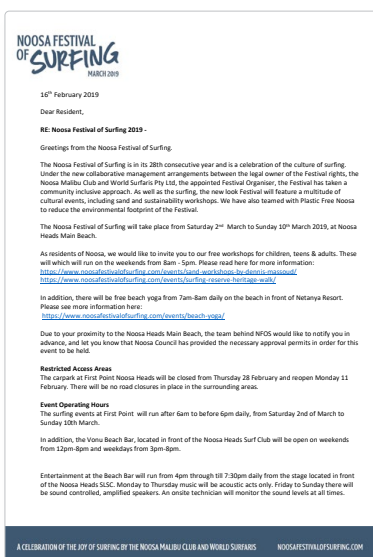 NOOSA FESTIVAL
OF SURFING
MARCH 2019
16th February 2019
Dear Resident,
RE: Noosa Festival of Surfing 2019 -
Greetings from the Noosa Festival of Surfing.
The Noosa Festival of Surfing is in its 28th consecutive year and is a celebration of the culture of surfing.
Under the new collaborative management arrangements between the legal owner of the Festival rights, the
Noosa Malibu Club and World Surfaris Pty Ltd, the appointed Festival Organiser, the Festival has taken a
community inclusive approach. As well as the surfing, the new look Festival will feature a multitude of
cultural events, including sand and sustainability workshops. We have also teamed with Plastic Free Noosa
to reduce the environmental footprint of the Festival.
The Noosa Festival of Surfing will take place from Saturday 2nd March to Sunday 10th March 2019, at Noosa
Heads Main Beach.
As residents of Noosa, we would like to invite you to our free workshops for children, teens & adults. These
will which will run on the weekends from 8am - 5pm. Please read here for more information:
https://www.noosafestivalofsurfing.com/events/sand-workshops-by-dennis-massoud/
https://www.noosafestivalofsurfing.com/events/surfing-reserve-heritage-walk/
In addition, there will be free beach yoga from 7am-8am daily on the beach in front of Netanya Resort.
Please see more information here:
https://www.noosafestivalofsurfing.com/events/beach-yoga/
Due to your proximity to the Noosa Heads Main Beach, the team behind NFOS would like to notify you in
advance, and let you know that Noosa Council has provided the necessary approval permits in order for this
event to be held.
Restricted Access Areas
The carpark at First Point Noosa Heads will be closed from Thursday 28 February and reopen Monday 11
February. There will be no road closures in place in the surrounding areas.
Event Operating Hours
The surfing events at First Point will run after 6am to before 6pm daily, from Saturday 2nd of March to
Sunday 10th March.
In addition, the Vonu Beach Bar, located in front of the Noosa Heads Surf Club will be open on weekends
from 12pm-8pm and weekdays from 3pm-8pm.
Entertainment at the Beach Bar will run from 4pm through till 7:30pm daily from the stage located in front
of the Noosa Heads SLSC. Monday to Thursday music will be acoustic acts only. Friday to Sunday there will
be sound controlled, amplified speakers. An onsite technician will monitor the sound levels at all times.
A CELEBRATION OF THE JOY OF SURFING BY THE NOOSA MALIBU CLUB AND WORLD SURFARIS NOOSAFESTIVALOFSURFING.COM